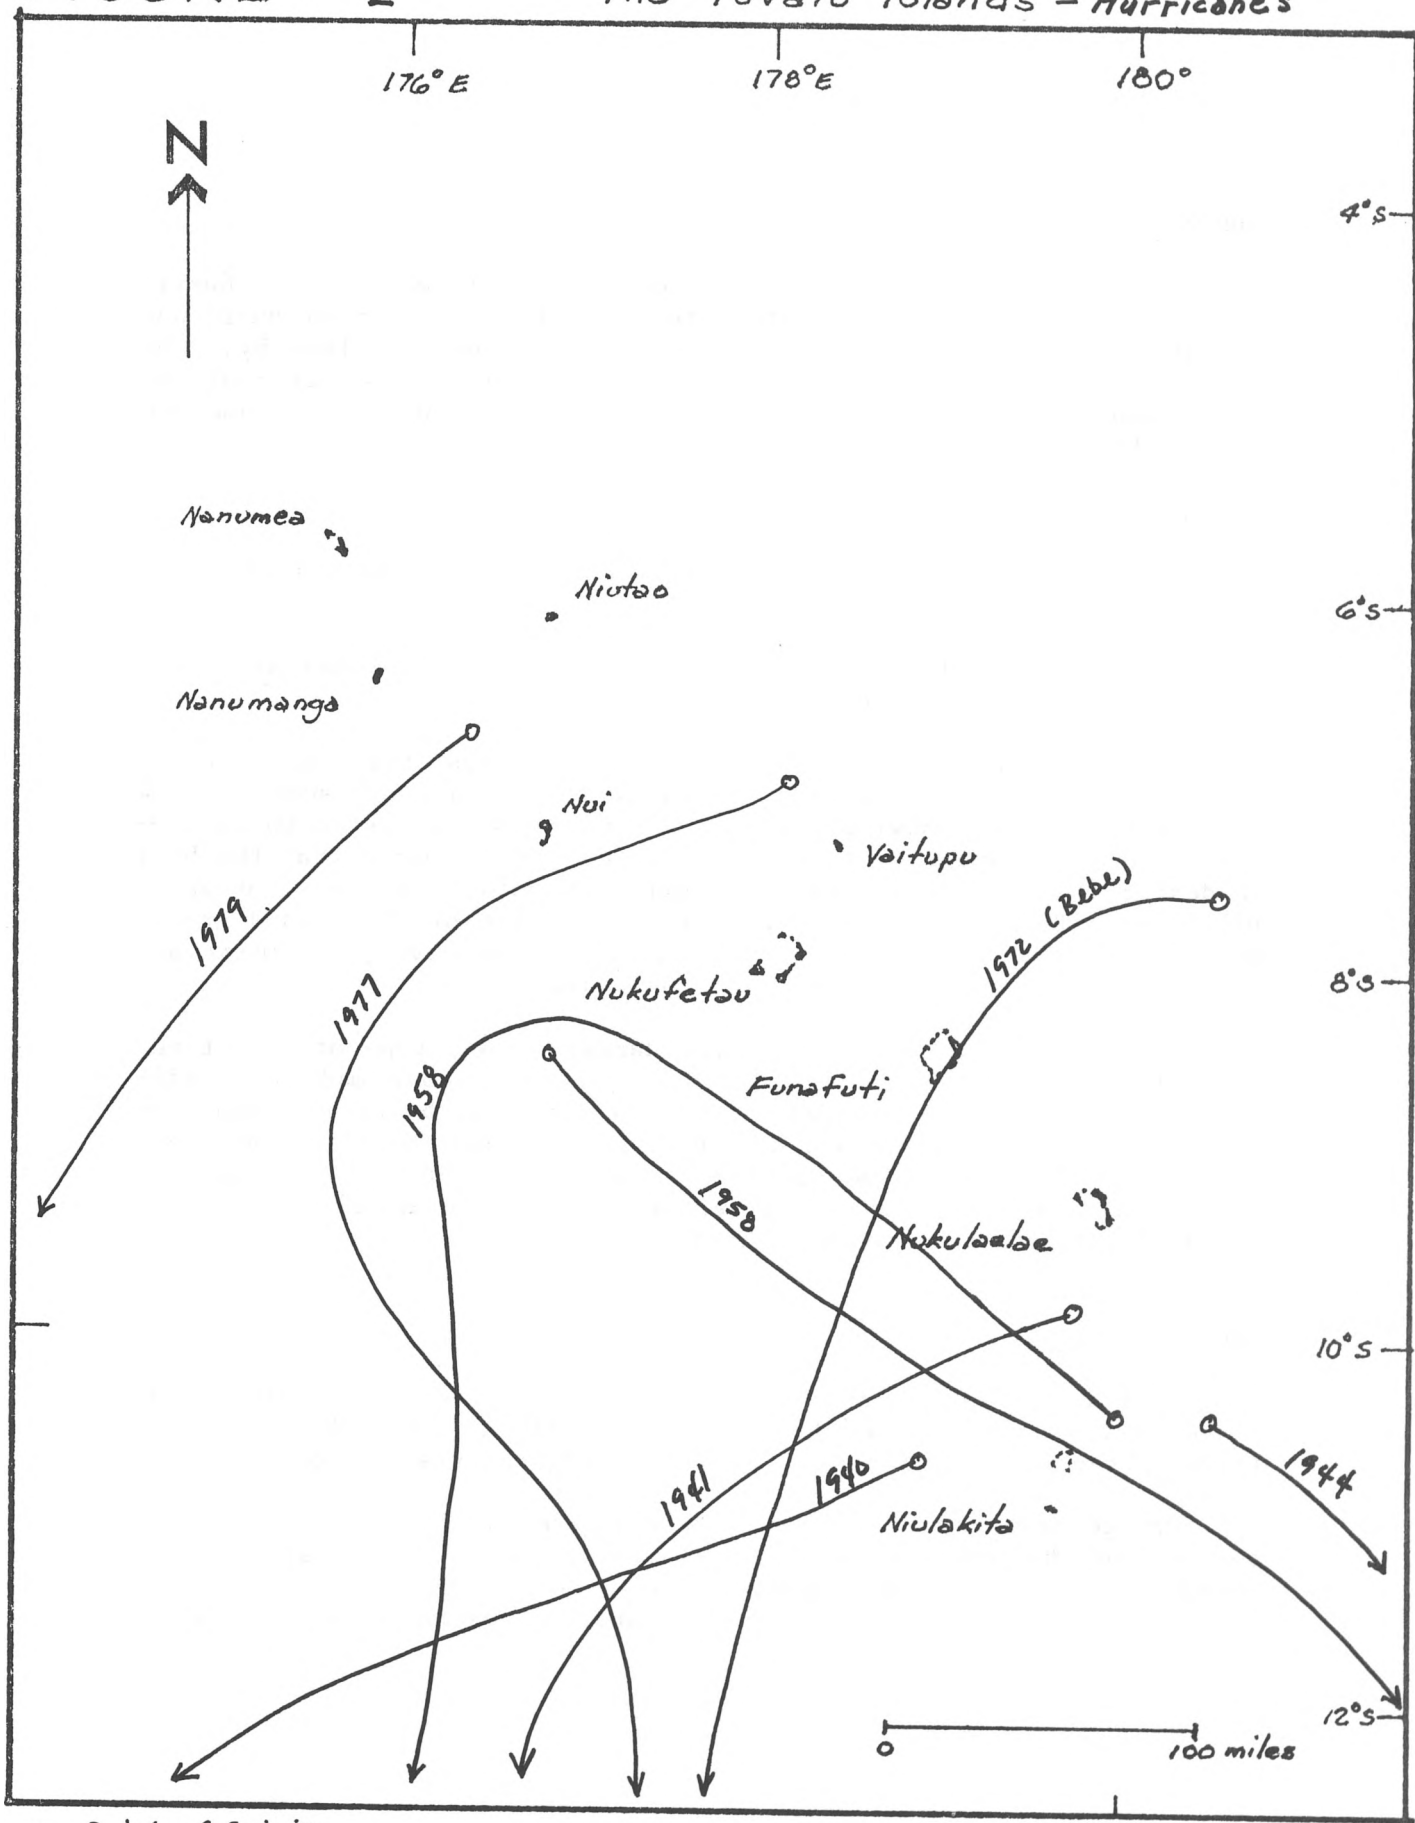 The Tuvalu Islands - Hurricanes
176°E
178°E
180°
N
4°S
Nanumea
Niutao
6°S
Nanumanga
Nui
Vaitupu
1979
1972 (Bebe)
1977
Nukufetau
8°S
1958
Funafuti
1958
Nukulaelae
10°S
1941
1940
1944
Niulakita
12°S
0
100 miles